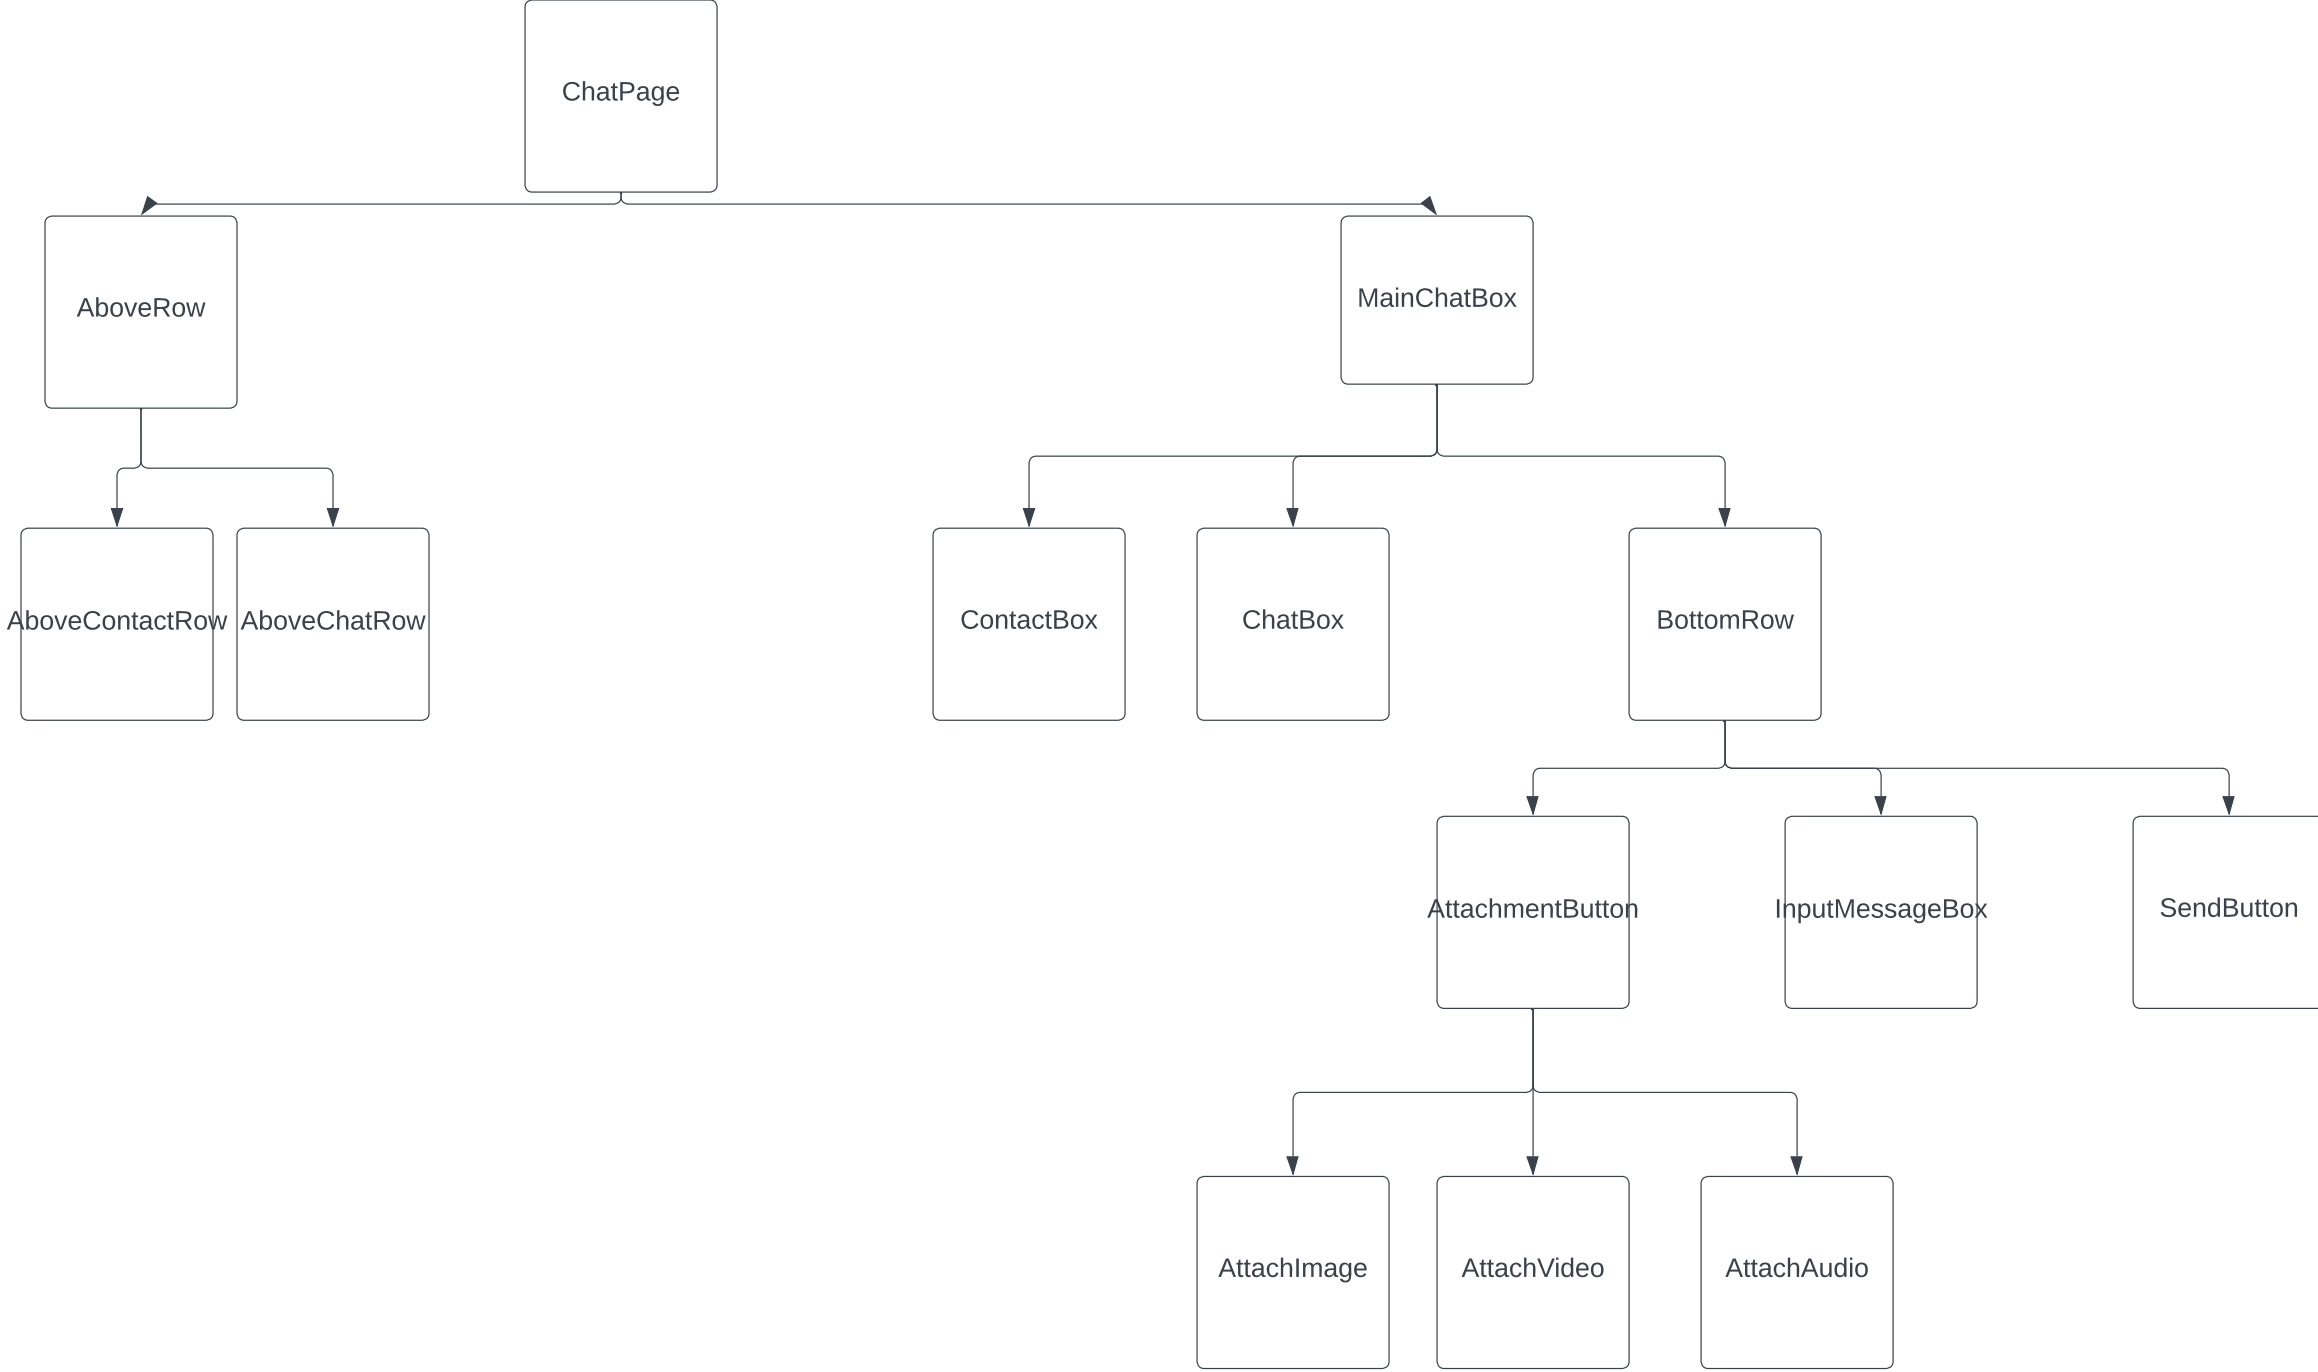 ChatPage
AboveRow
MainChatBox
AboveContactRow
AboveChatRow
ContactBox
ChatBox
BottomRow
AttachmentButton
InputMessageBox
SendButton
AttachImage
AttachVideo
AttachAudio